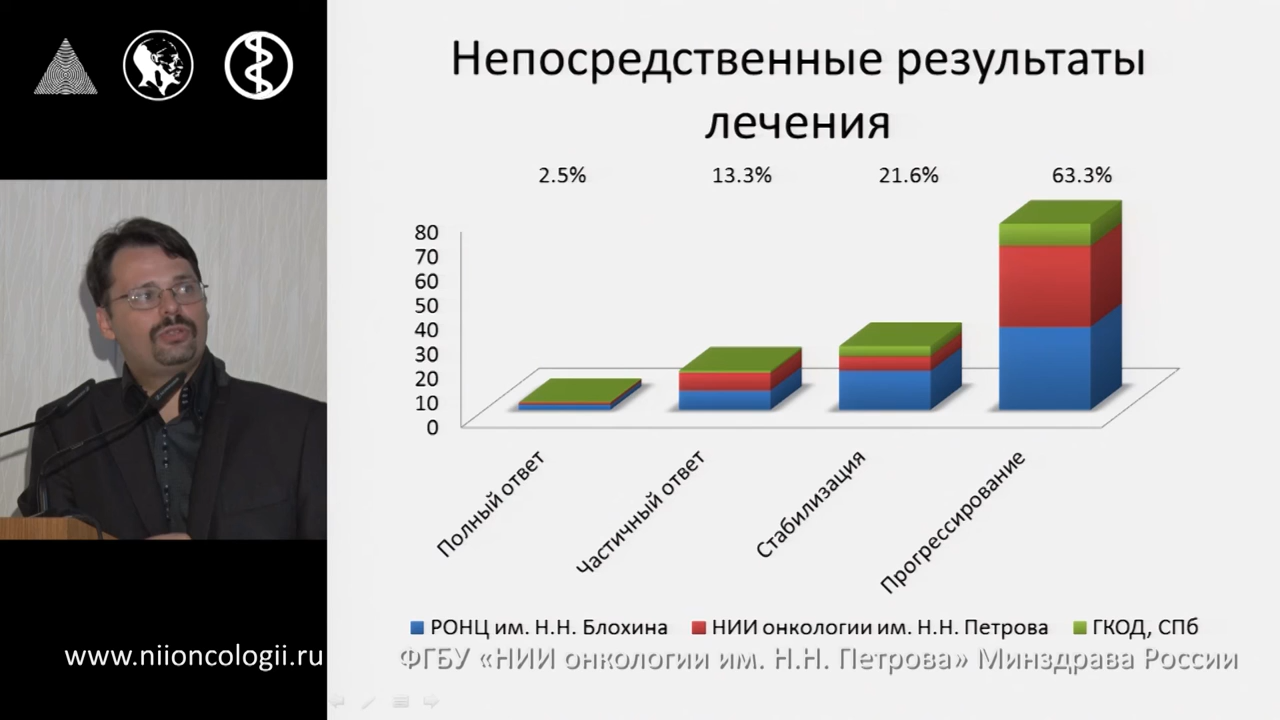 Непосредственные результаты
лечения
2.5% 13.3% 21.6% 63.3%
80
70
60
50
40
30
20
10
0
Полный ответ
Частичный ответ
Стабилизация
Прогрессирование
РОНЦ им. Н.Н. Блохина НИИ онкологии им. Н.Н. Петрова ГКОД, СПб
www.niioncologii.ru
ФГБУ «НИИ онкологии им. Н.Н. Петрова» Минздрава России